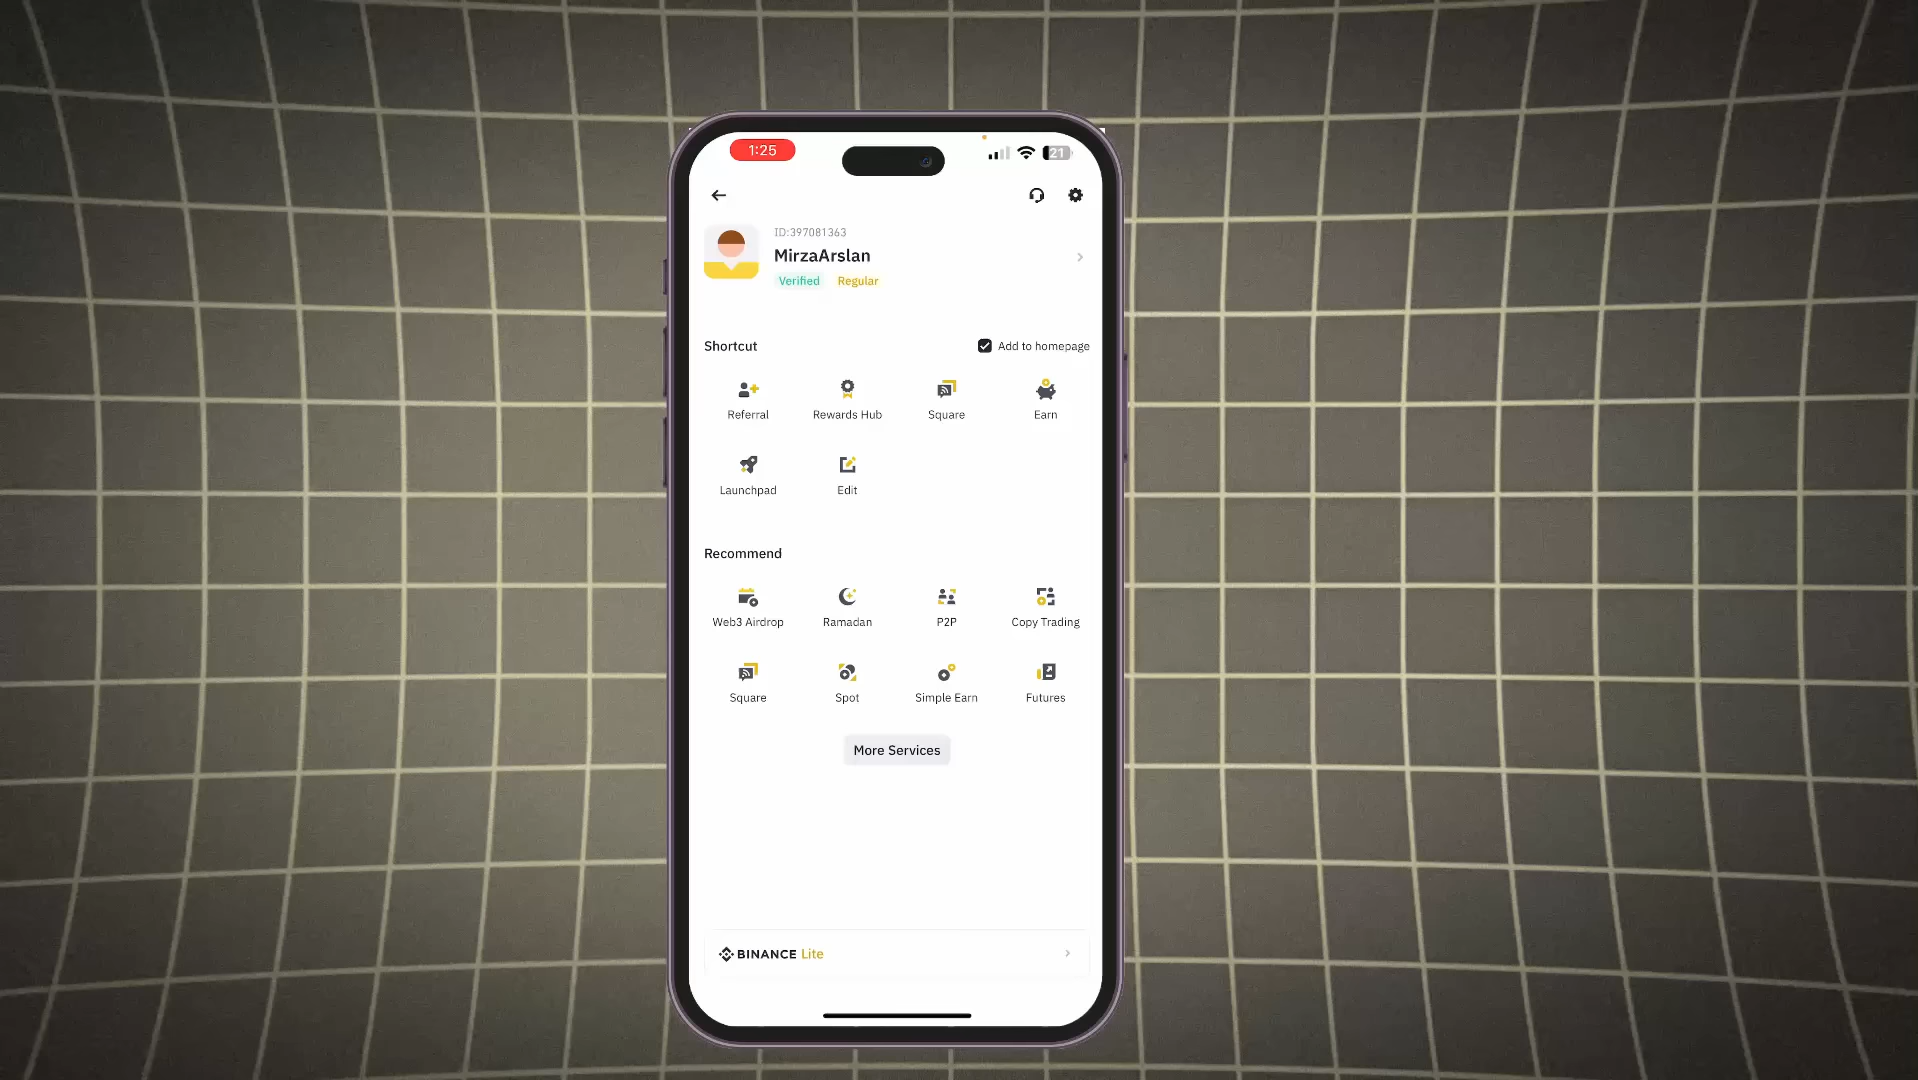 1:25
21
ID:397081363
MirzaArslan
Verified Regular
Shortcut Add to homepage
Referral Rewards Hub Square Earn
Launchpad Edit
Recommend
Web3 Airdrop Ramadan P2P Copy Trading
Square Spot Simple Earn Futures
More Services
BINANCE Lite